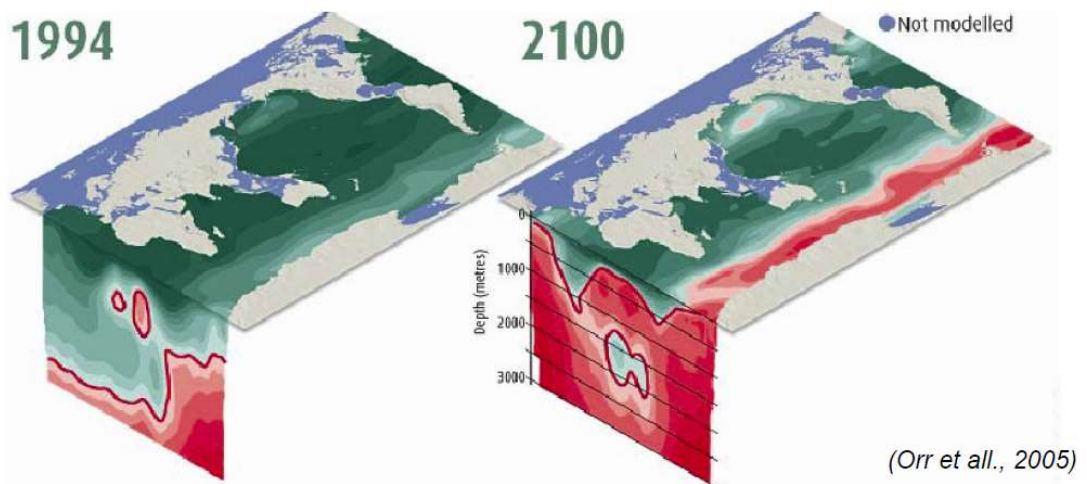 1994
2100
Not modelled
0
1000
2000
3000
Depth (metres)
(Orr et all., 2005)